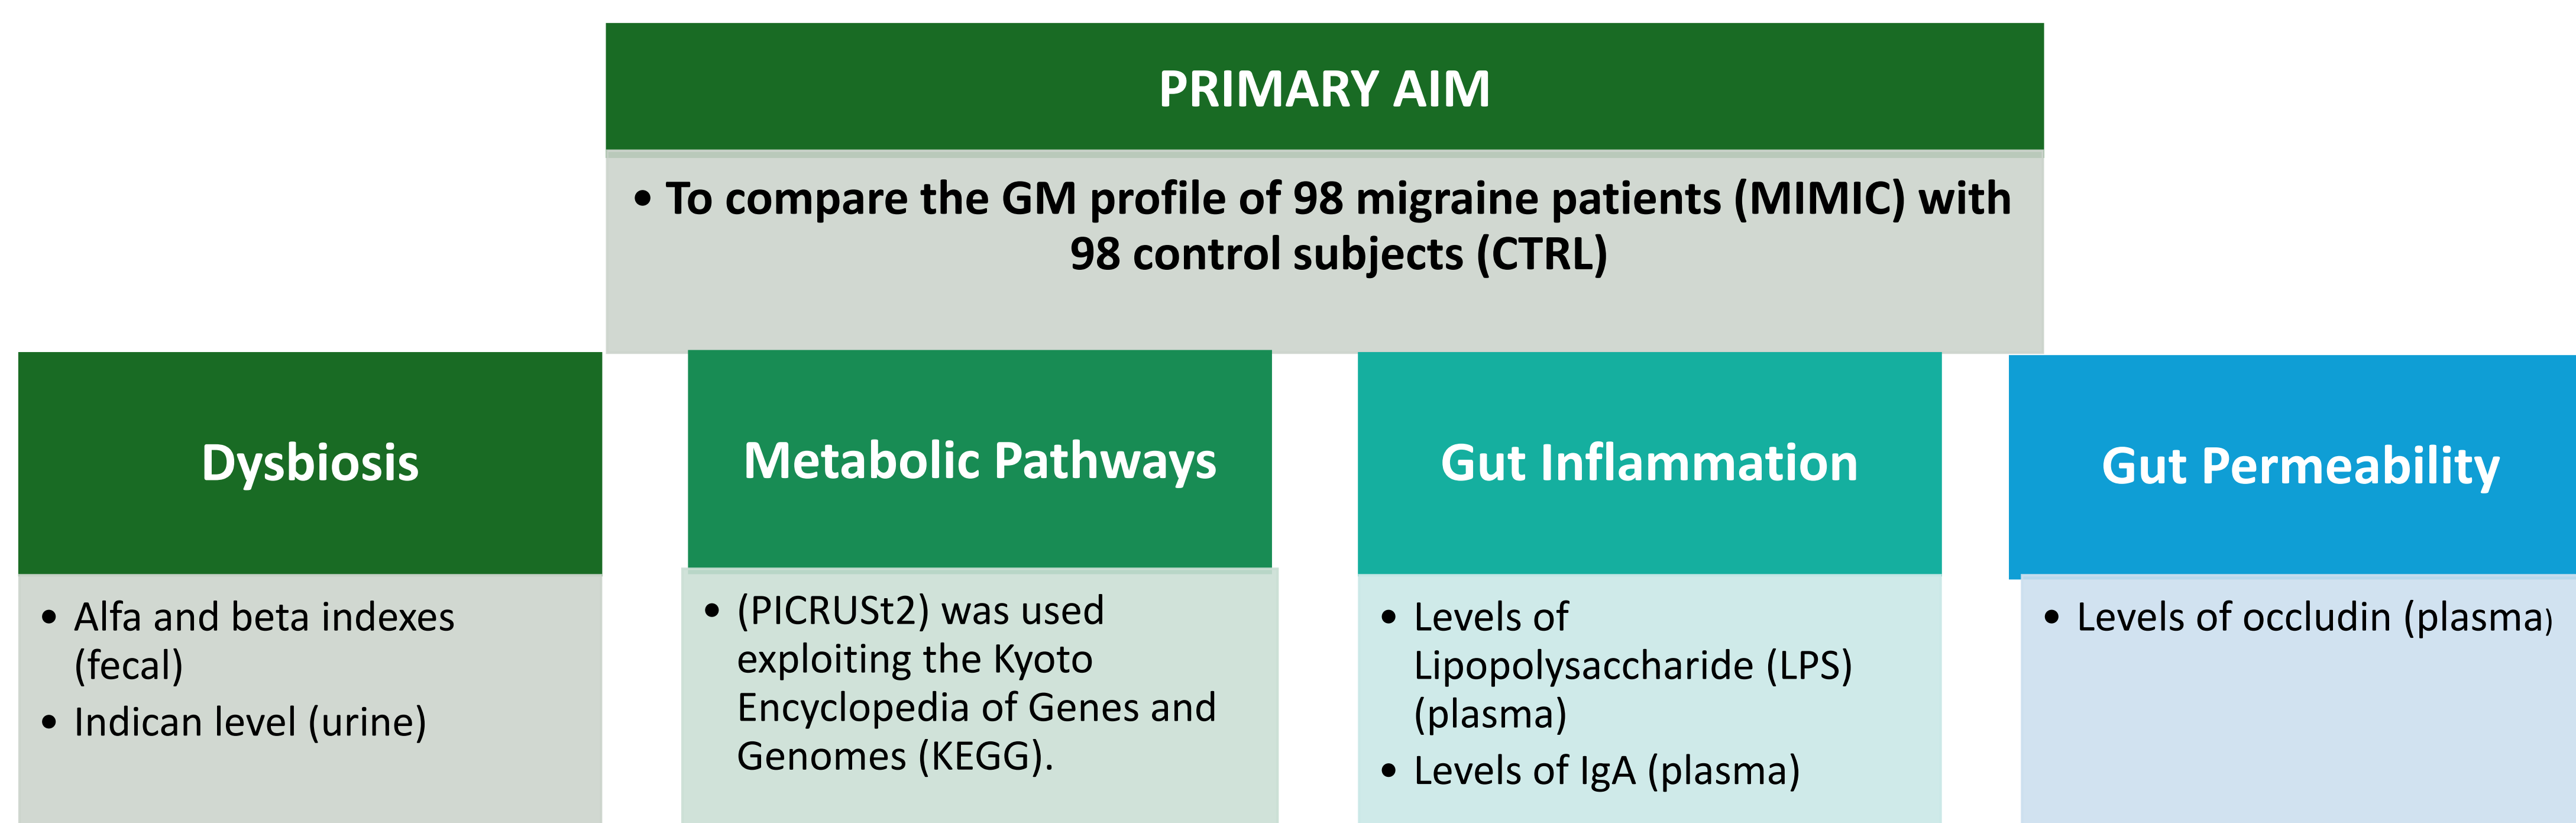 PRIMARY AIM
• To compare the GM profile of 98 migraine patients (MIMIC) with
98 control subjects (CTRL)
Dysbiosis
• Alfa and beta indexes
(fecal)
• Indican level (urine)
Metabolic Pathways
• (PICRUSt2) was used
exploiting the Kyoto
Encyclopedia of Genes and
Genomes (KEGG).
Gut Inflammation
• Levels of
Lipopolysaccharide (LPS)
(plasma)
• Levels of IgA (plasma)
Gut Permeability
• Levels of occludin (plasma)